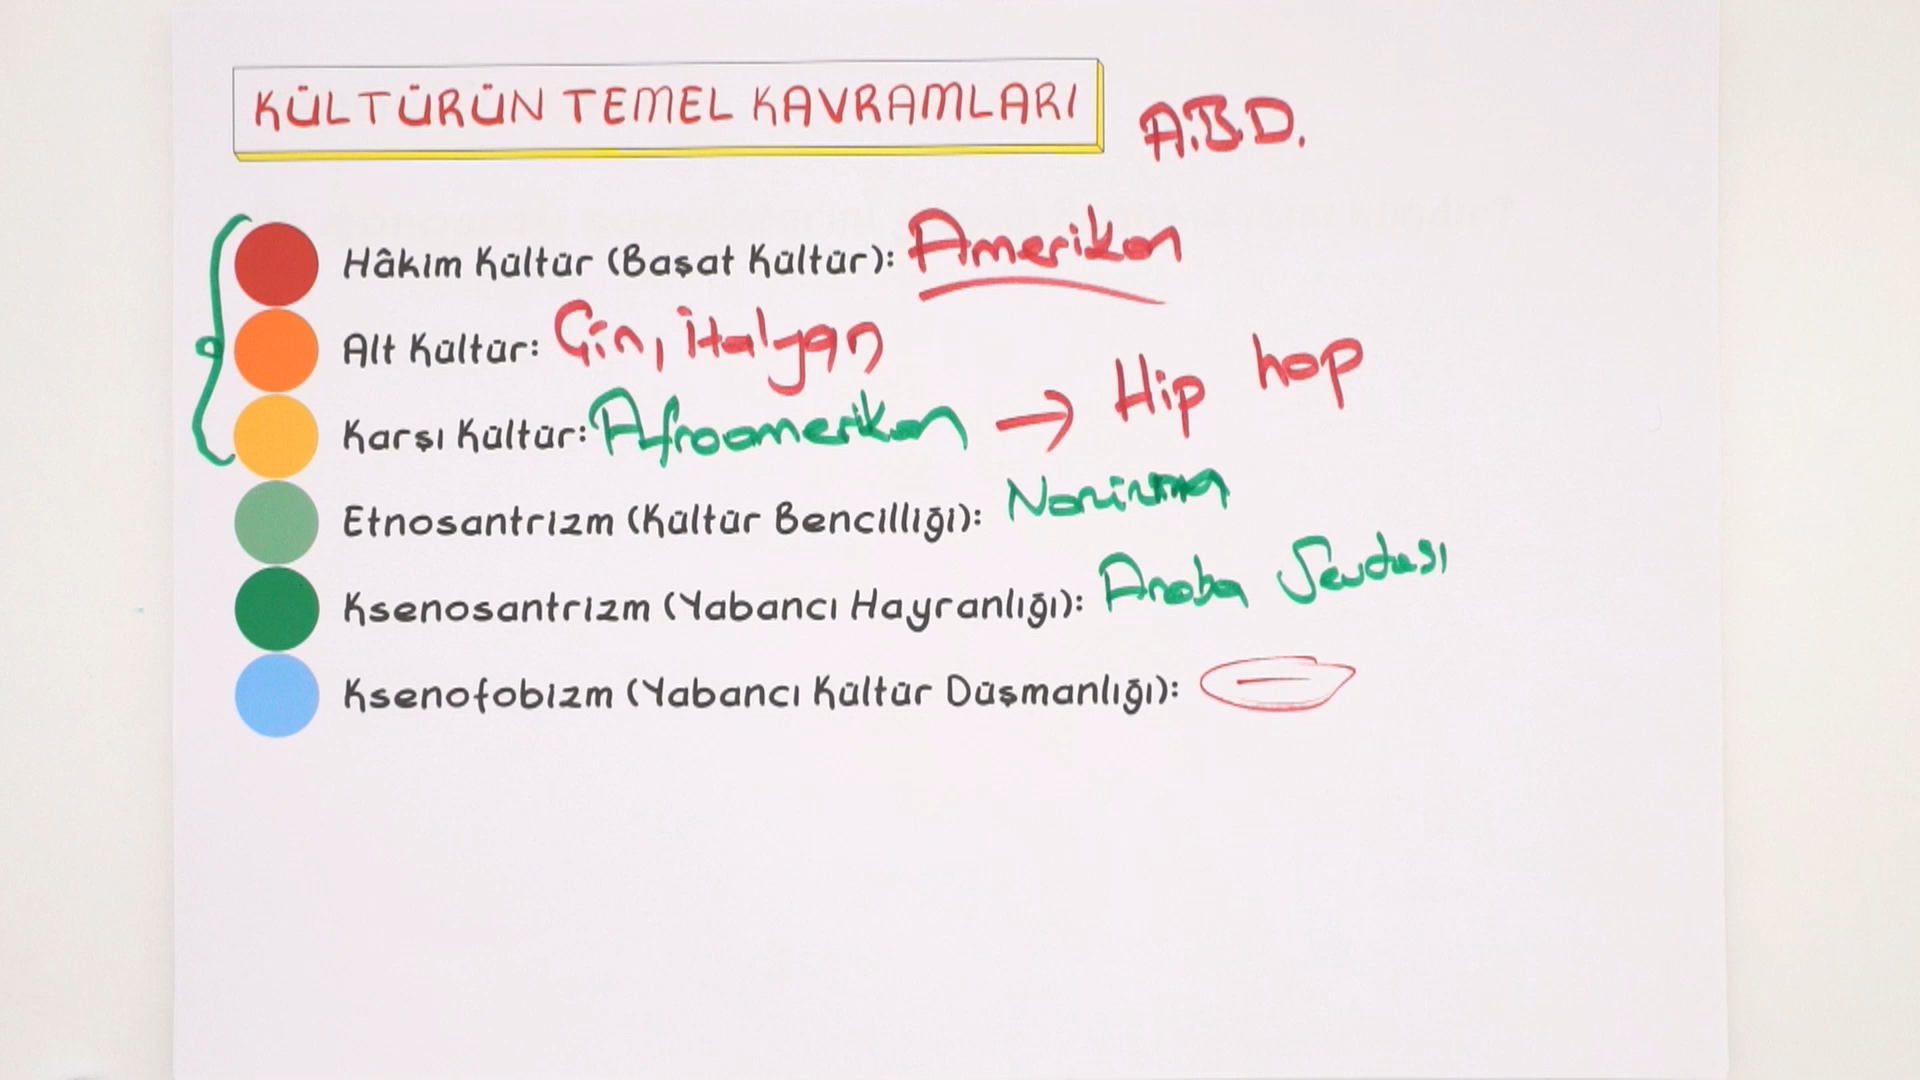 KÜLTÜRÜN TEMEL KAVRAMLARI A.B.D.
Hâkim Kültür (Başat Kültür): Amerikan
Alt Kültür: Çin, italyan
Karşı Kültür: Afroamerikan → Hip hop
Etnosantrizm (Kültür Bencilliği):
Ksenosantrizm (Yabancı Hayranlığı): Araba Sevdası
Ksenofobizm (Yabancı Kültür Düşmanlığı):